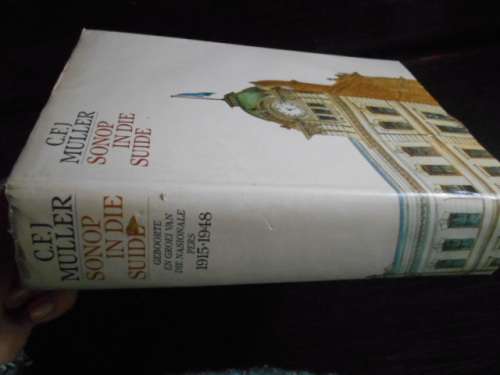 C.F.J
MULLER
SONOP
IN DIE
SUIDE
C.F.J
MULLER
SONOP
IN DIE
SUIDE
GEBOORTE
EN GROEI VAN
DIE NASIONALE
PERS
1915-1948